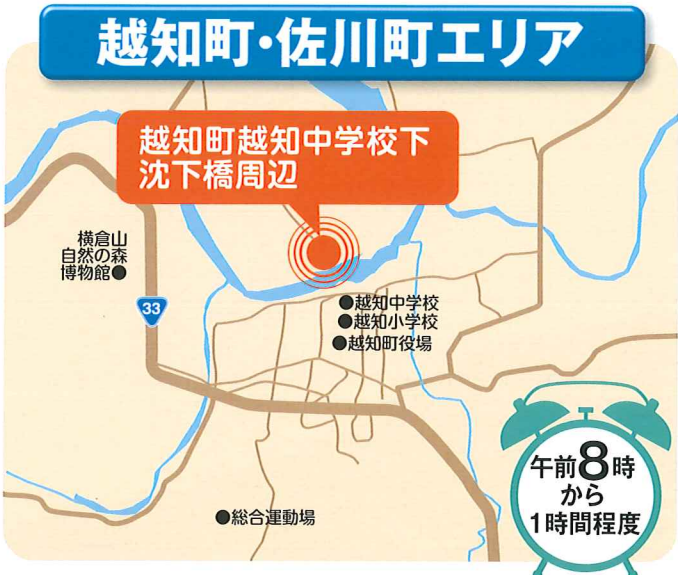 越知町・佐川町エリア
越知町越知中学校下
沈下橋周辺
横倉山
自然の森
博物館●
33
●越知中学校
●越知小学校
●越知町役場
●総合運動場
午前8時
から
1時間程度